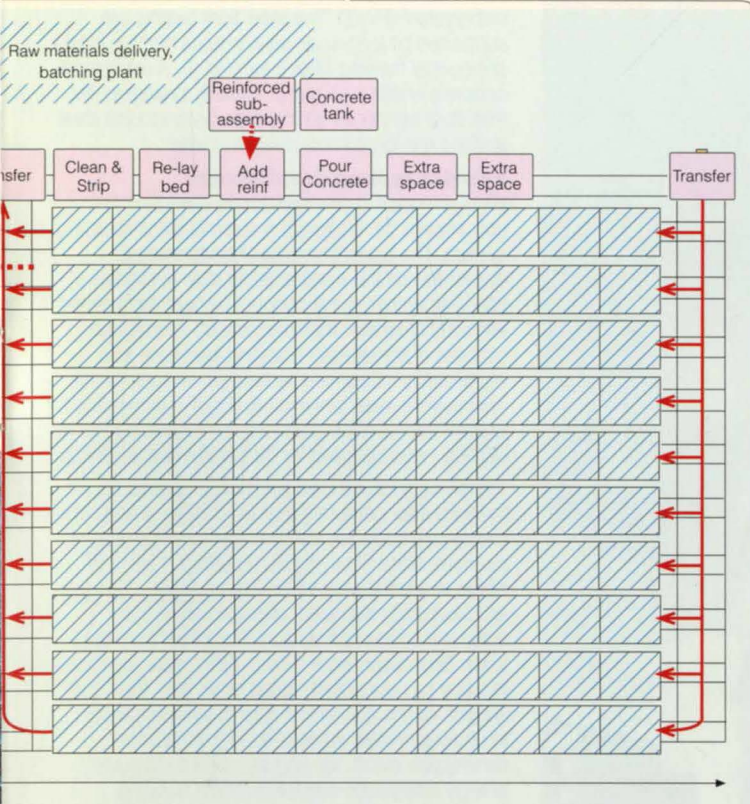 Raw materials delivery,
batching plant
Reinforced
sub-
assembly
Concrete
tank
nsfer
Clean &
Strip
Re-lay
bed
Add
reinf
Pour
Concrete
Extra
space
Extra
space
Transfer